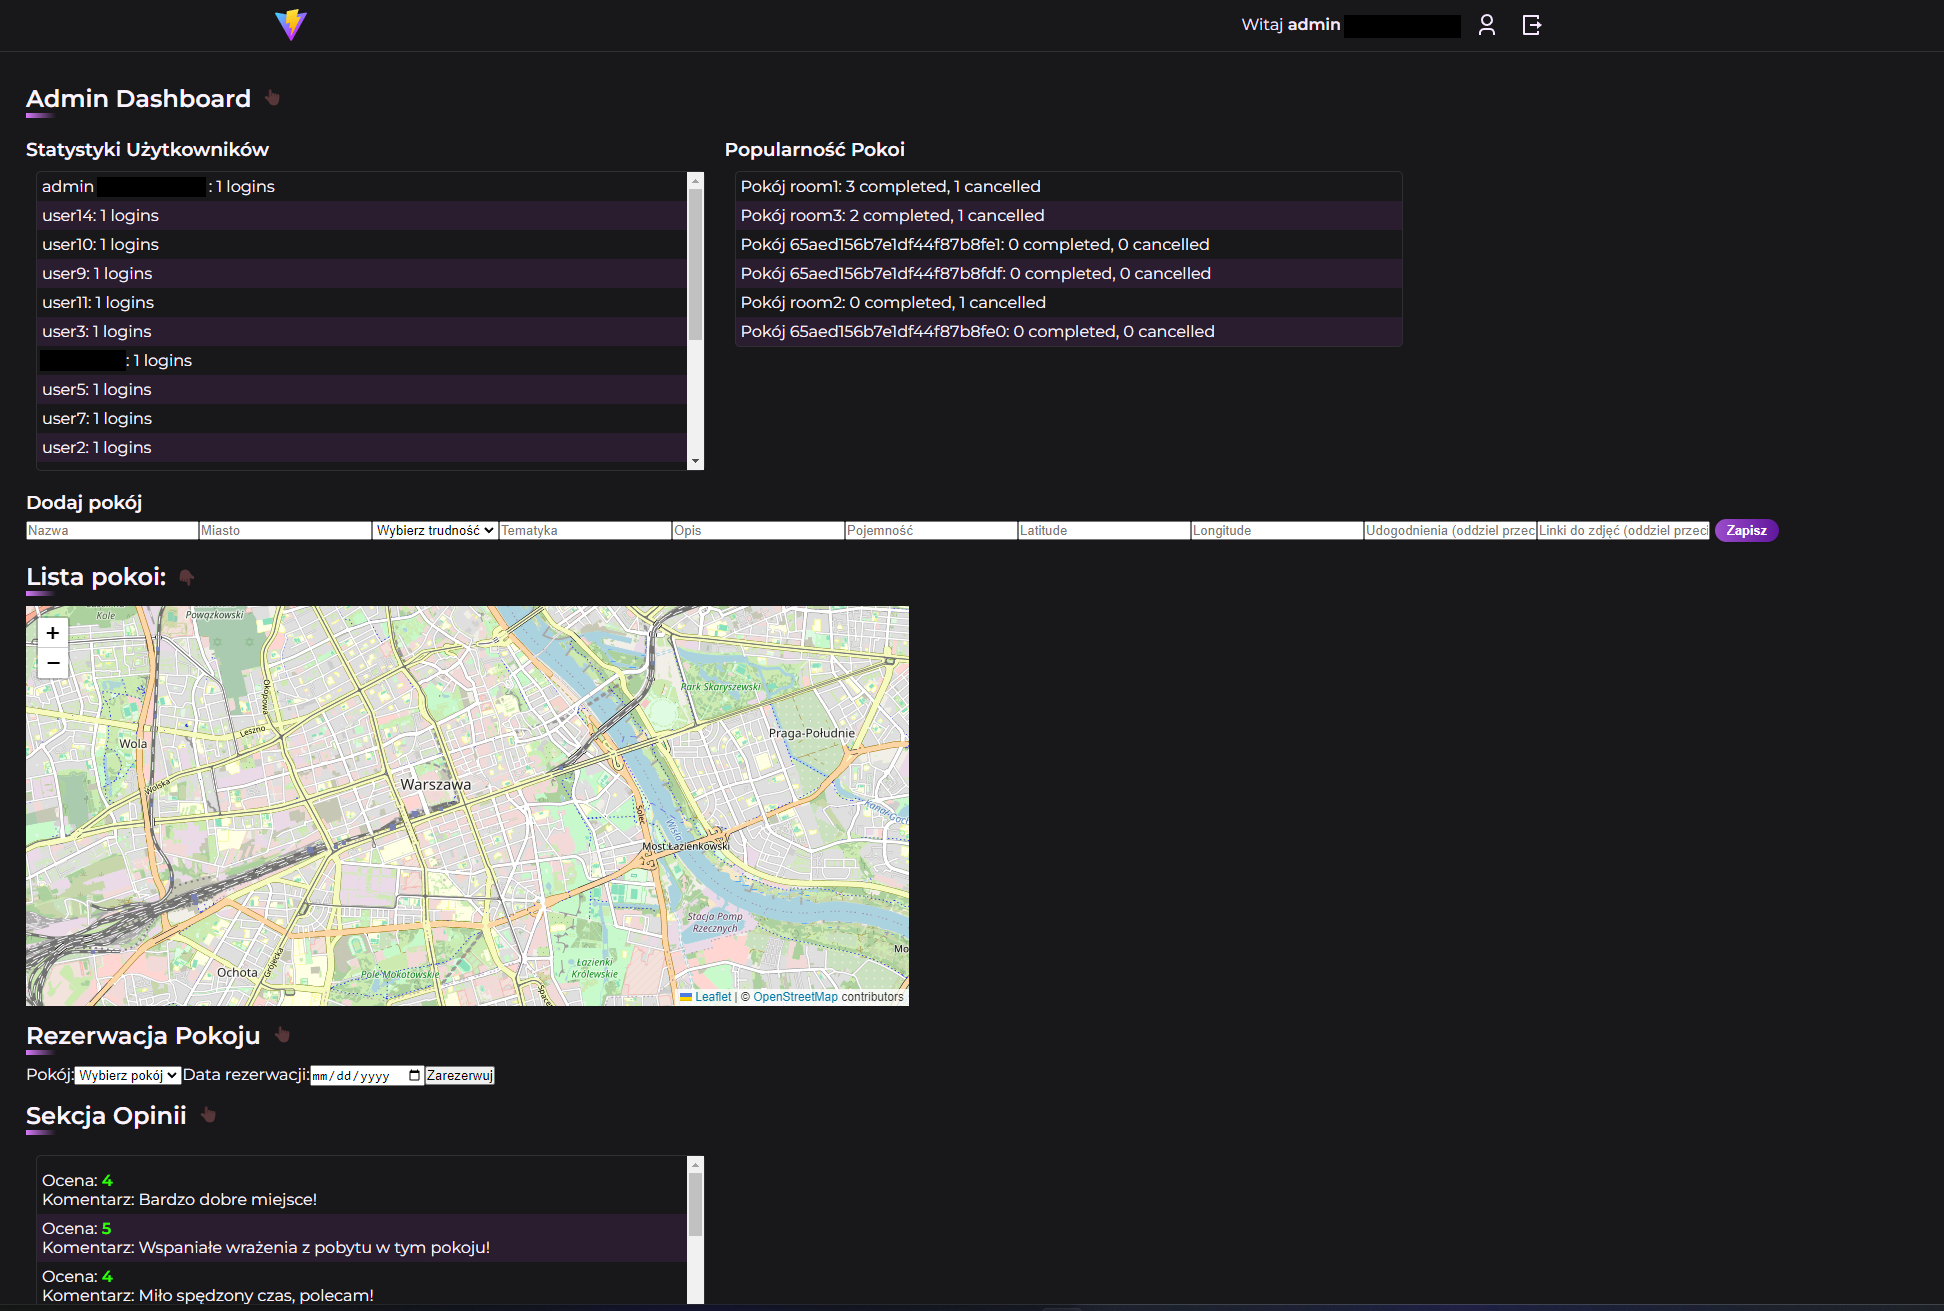 Witaj admin
Admin Dashboard
Statystyki Użytkowników
admin : 1 logins
user14: 1 logins
user10: 1 logins
user9: 1 logins
user11: 1 logins
user3: 1 logins
: 1 logins
user5: 1 logins
user7: 1 logins
user2: 1 logins
Popularność Pokoi
Pokój room1: 3 completed, 1 cancelled
Pokój room3: 2 completed, 1 cancelled
Pokój 65aed156b7e1df44f87b8fe1: 0 completed, 0 cancelled
Pokój 65aed156b7e1df44f87b8fdf: 0 completed, 0 cancelled
Pokój room2: 0 completed, 1 cancelled
Pokój 65aed156b7e1df44f87b8fe0: 0 completed, 0 cancelled
Dodaj pokój
Nazwa Miasto Wybierz trudność Tematyka Opis Pojemność Latitude Longitude Udogodnienia (oddziel przeci Linki do zdjęć (oddziel przeci Zapisz
Lista pokoi:
+
−
Kole
Powązkowski
Okopowa
Leszno
Wola
Wolska
Park Skaryszewski
Praga-Południe
Warszawa
Solec
Wisła
Most Łazienkowski
Stacja Pomp
Rzecznych
Mo
Ochota
Grójecka
Pole Mokotowskie
Łazienki
Królewskie
Leaflet | © OpenStreetMap contributors
Rezerwacja Pokoju
Pokój: Wybierz pokój Data rezerwacji: mm/dd/yyyy Zarezerwuj
Sekcja Opinii
Ocena: 4
Komentarz: Bardzo dobre miejsce!
Ocena: 5
Komentarz: Wspaniałe wrażenia z pobytu w tym pokoju!
Ocena: 4
Komentarz: Miło spędzony czas, polecam!